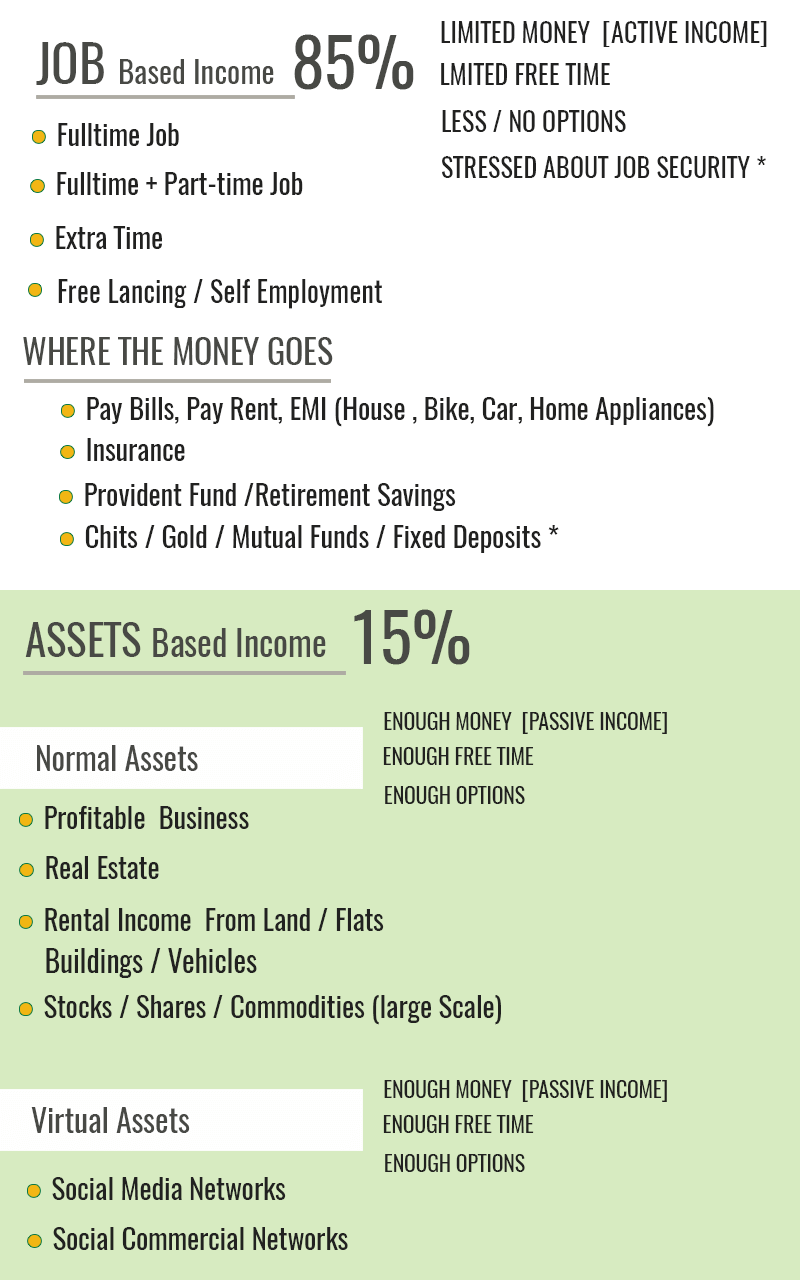 JOB Based Income 85%
LIMITED MONEY [ACTIVE INCOME]
LMITED FREE TIME
LESS / NO OPTIONS
STRESSED ABOUT JOB SECURITY *
Fulltime Job
Fulltime + Part-time Job
Extra Time
Free Lancing / Self Employment
WHERE THE MONEY GOES
Pay Bills, Pay Rent, EMI (House , Bike, Car, Home Appliances)
Insurance
Provident Fund /Retirement Savings
Chits / Gold / Mutual Funds / Fixed Deposits *
ASSETS Based Income 15%
Normal Assets
ENOUGH MONEY [PASSIVE INCOME]
ENOUGH FREE TIME
ENOUGH OPTIONS
Profitable Business
Real Estate
Rental Income From Land / Flats
Buildings / Vehicles
Stocks / Shares / Commodities (large Scale)
Virtual Assets
ENOUGH MONEY [PASSIVE INCOME]
ENOUGH FREE TIME
ENOUGH OPTIONS
Social Media Networks
Social Commercial Networks